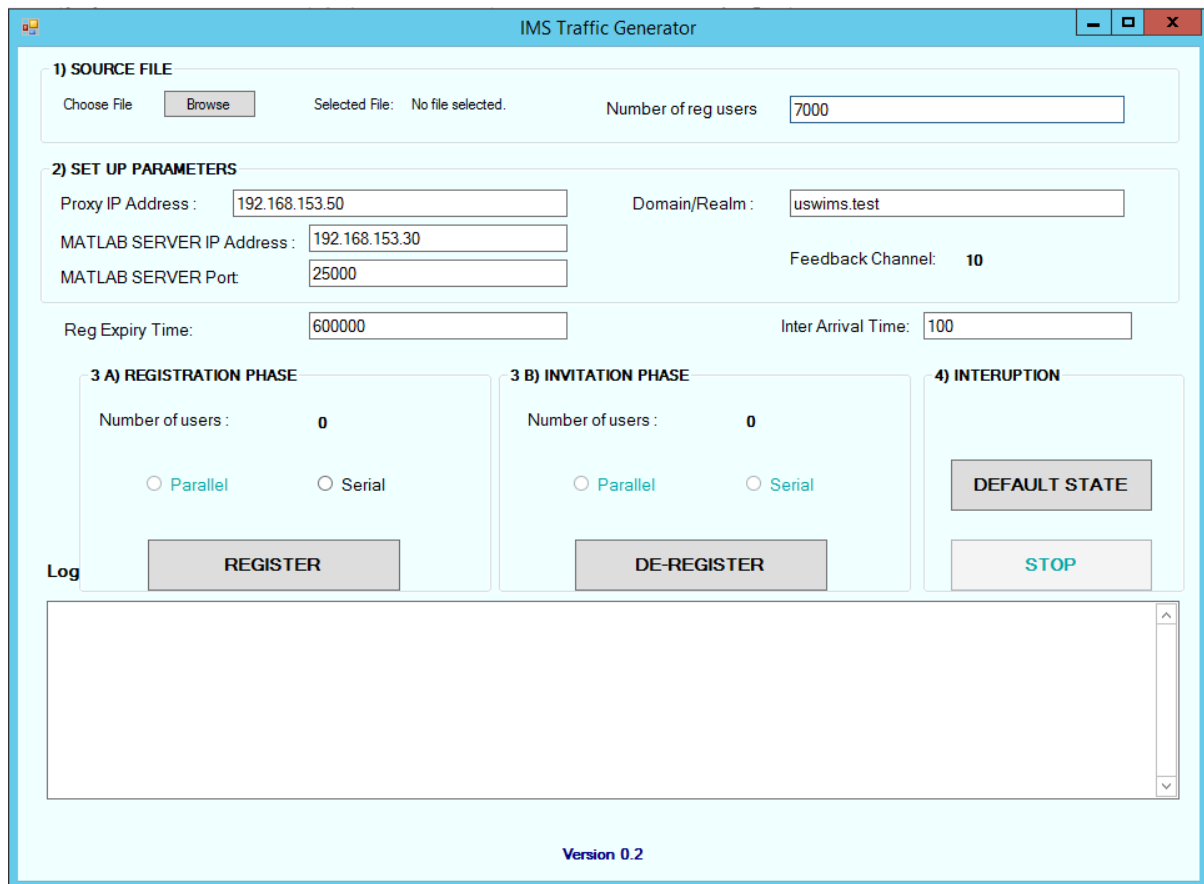 IMS Traffic Generator
1) SOURCE FILE
Choose File Browse Selected File: No file selected. Number of reg users 7000
2) SET UP PARAMETERS
Proxy IP Address : 192.168.153.50 Domain/Realm : uswims.test
MATLAB SERVER IP Address : 192.168.153.30
Feedback Channel: 10
MATLAB SERVER Port 25000
Reg Expiry Time: 600000 Inter Arrival Time: 100
3 A) REGISTRATION PHASE 3 B) INVITATION PHASE 4) INTERUPTION
Number of users : 0 Number of users : 0
Parallel Serial Parallel Serial DEFAULT STATE
REGISTER DE-REGISTER STOP
Log
Version 0.2